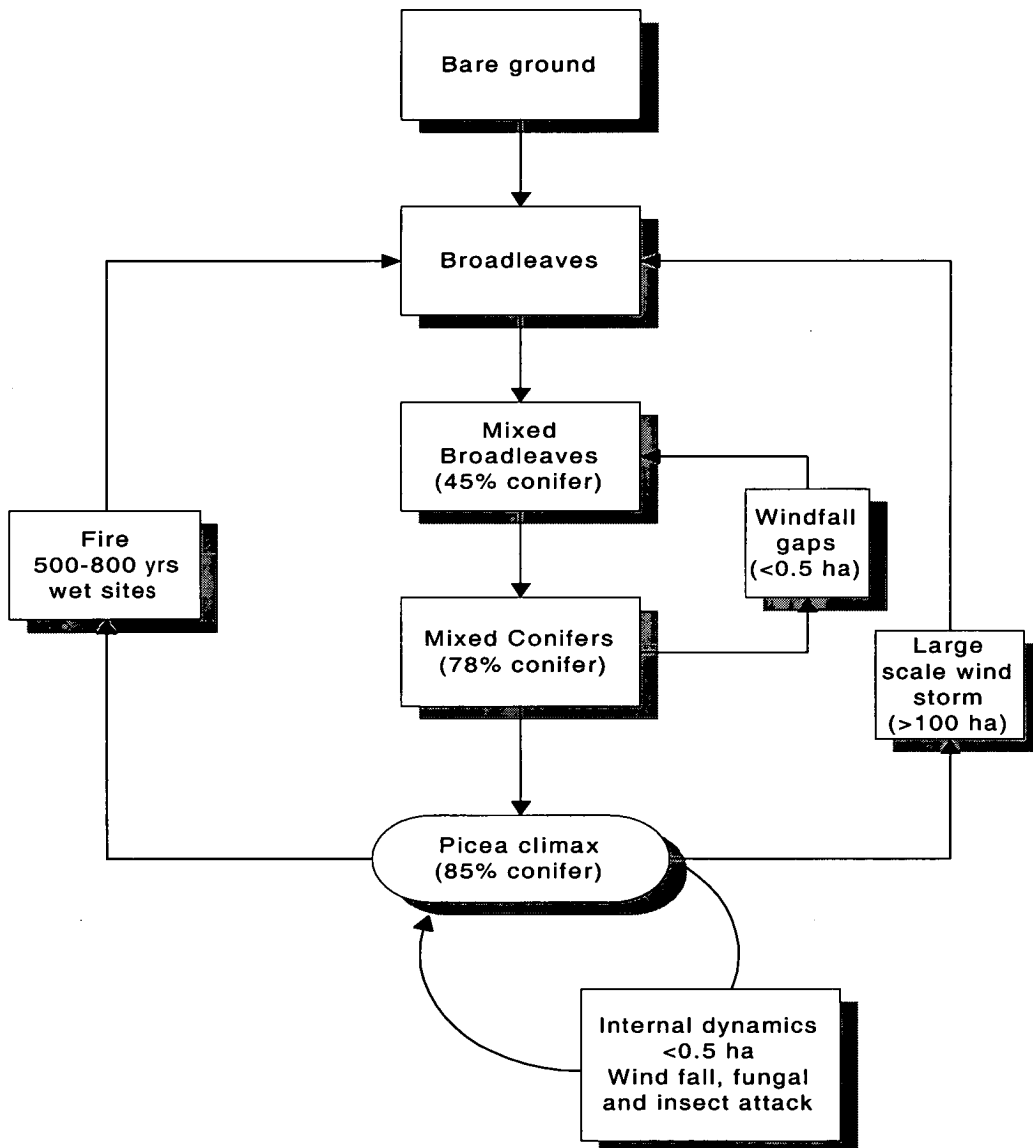 Bare ground
Broadleaves
Mixed
Broadleaves
(45% conifer)
Windfall
gaps
(<0.5 ha)
Fire
500-800 yrs
wet sites
Mixed Conifers
(78% conifer)
Large
scale wind
storm
(>100 ha)
Picea climax
(85% conifer)
Internal dynamics
<0.5 ha
Wind fall, fungal
and insect attack